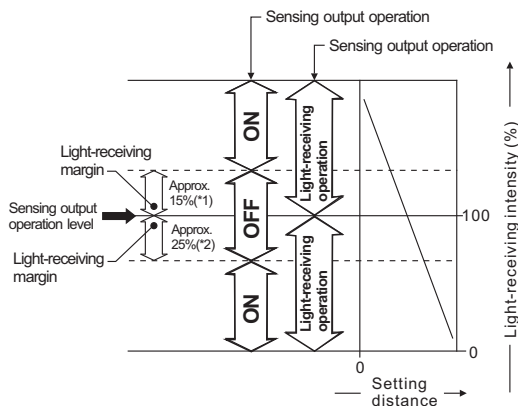 Sensing output operation
Sensing output operation
ON
OFF
ON
Light-receiving
operation
Light-receiving
operation
Light-receiving
margin
Approx.
15%(*1)
Sensing output
operation level
Approx.
25%(*2)
Light-receiving
margin
100
0
Light-receiving intensity (%)
0
Setting
distance